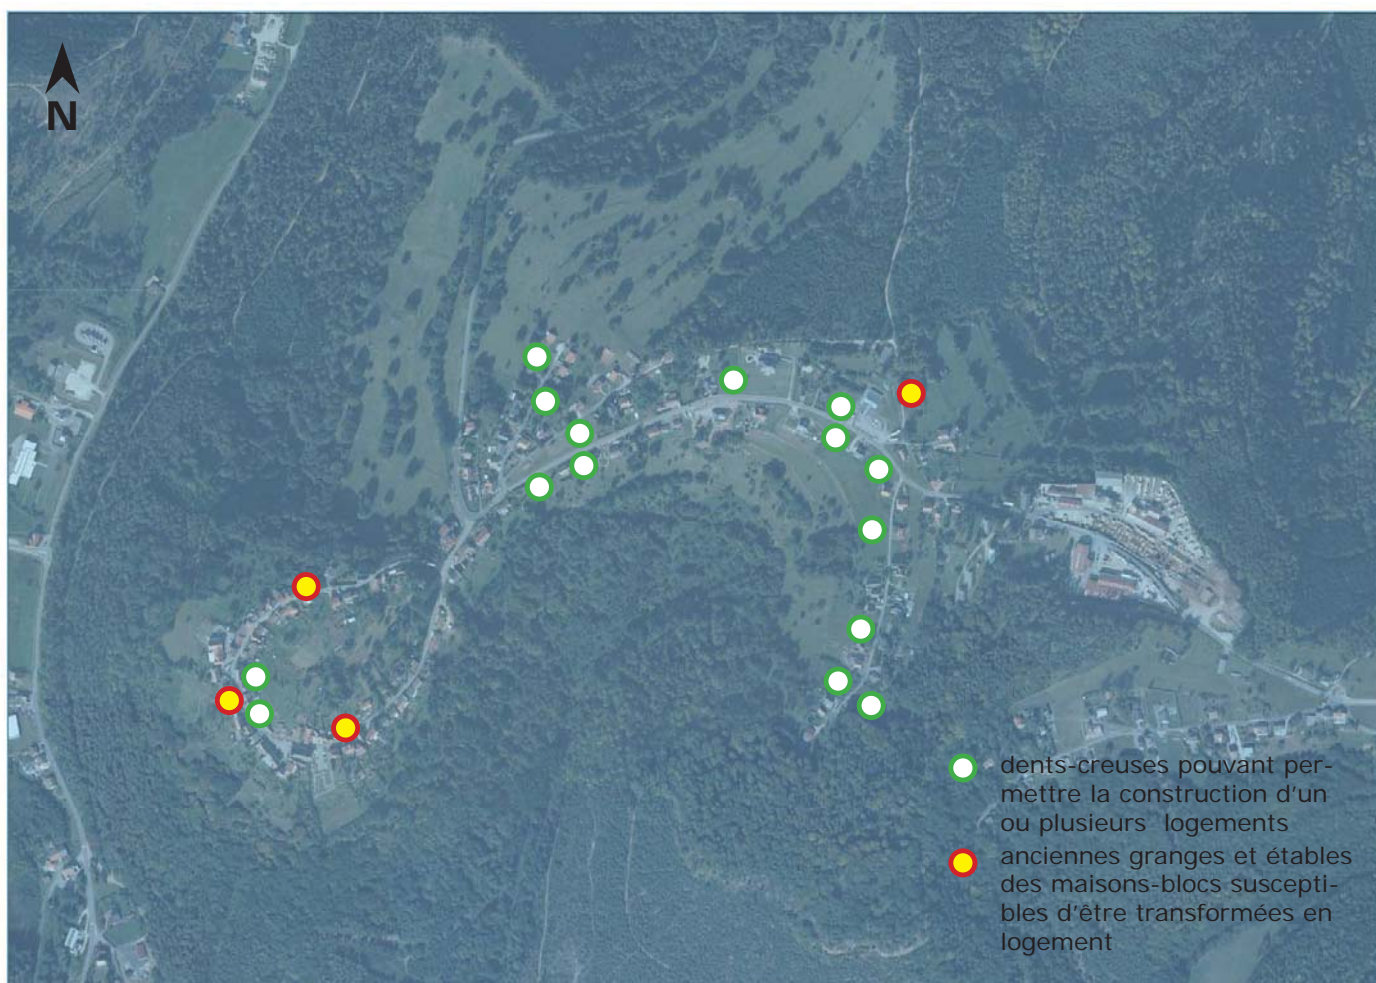 N
dents-creuses pouvant per-
mettre la construction d'un
ou plusieurs logements
anciennes granges et étables
des maisons-blocs suscepti-
bles d'être transformées en
logement